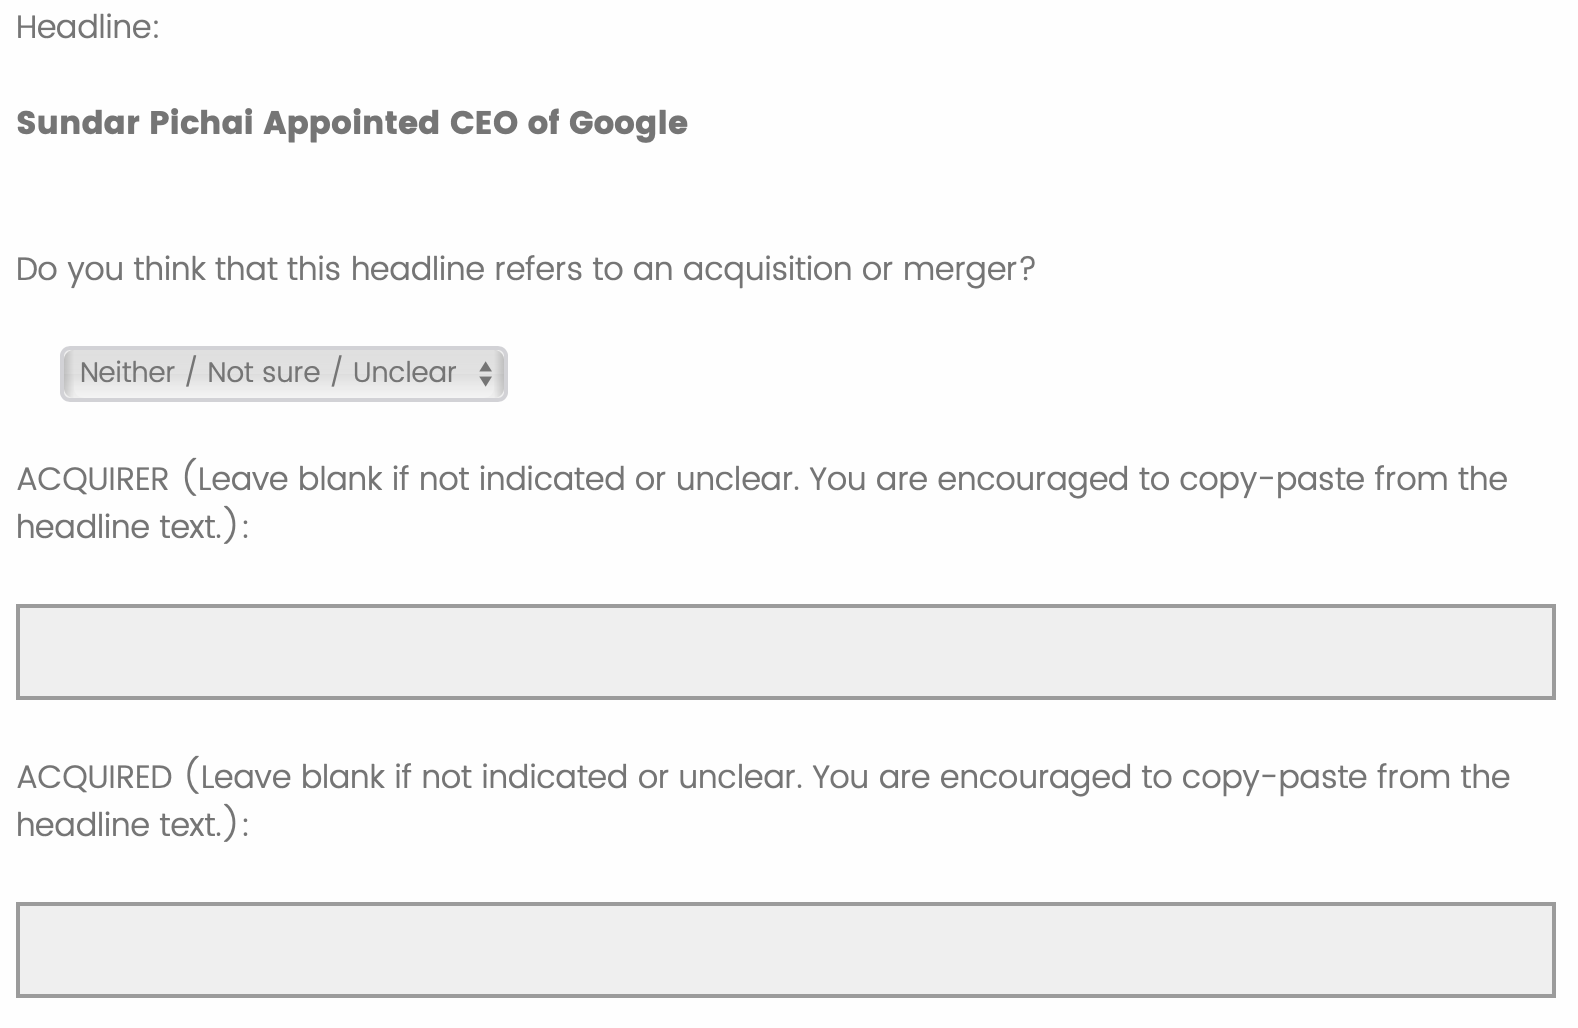 Headline:
Sundar Pichai Appointed CEO of Google
Do you think that this headline refers to an acquisition or merger?
Neither / Not sure / Unclear
ACQUIRER (Leave blank if not indicated or unclear. You are encouraged to copy-paste from the
headline text.):
ACQUIRED (Leave blank if not indicated or unclear. You are encouraged to copy-paste from the
headline text.):